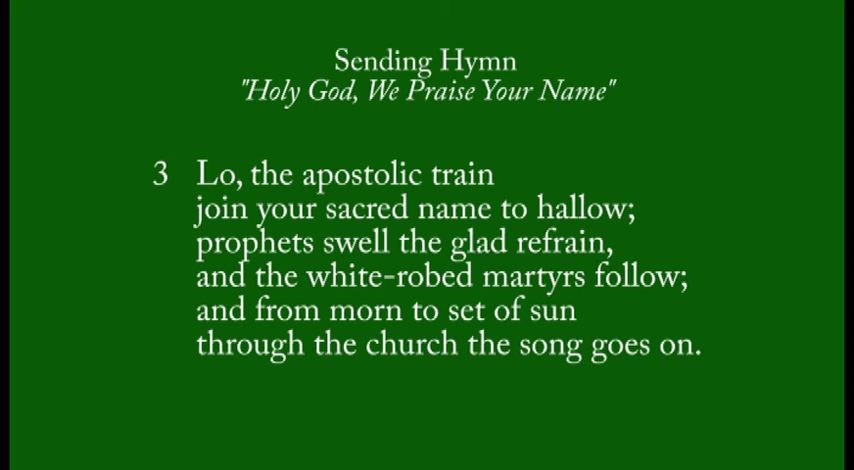 Sending Hymn
"Holy God, We Praise Your Name"
3 Lo, the apostolic train
join your sacred name to hallow;
prophets swell the glad refrain,
and the white-robed martyrs follow;
and from morn to set of sun
through the church the song goes on.